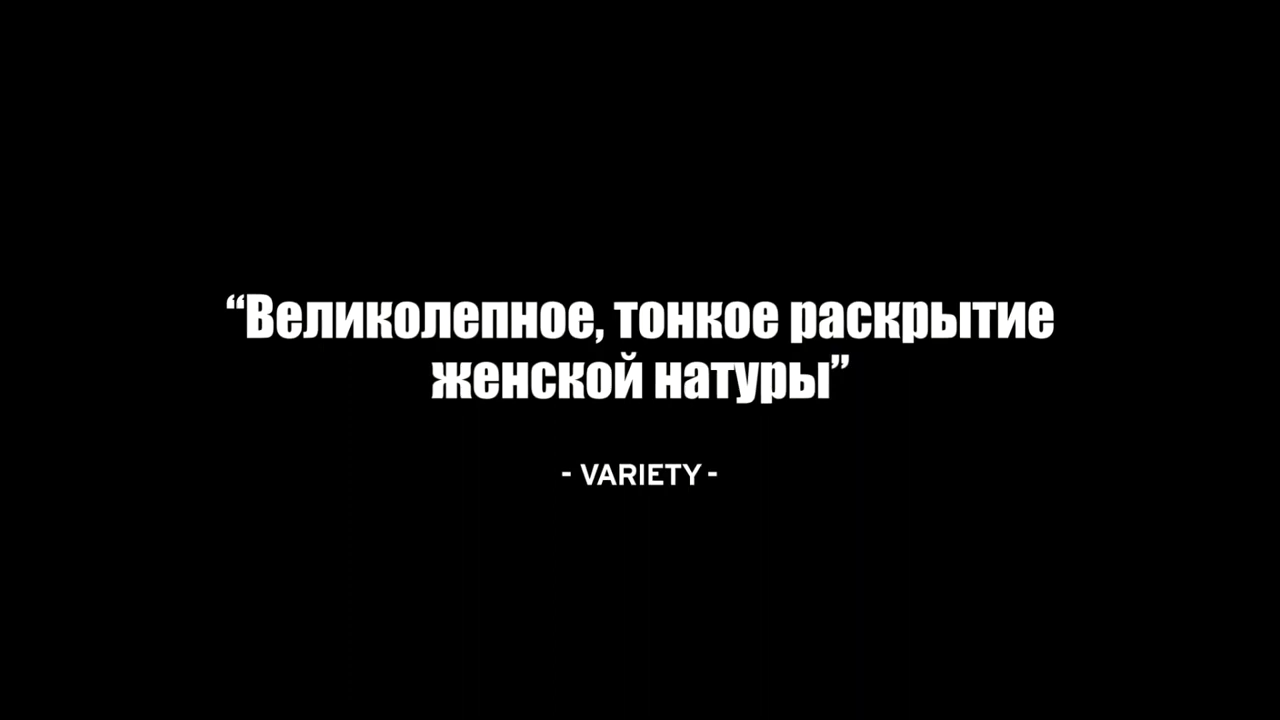 “Великолепное, тонкое раскрытие
женской натуры”
- VARIETY -